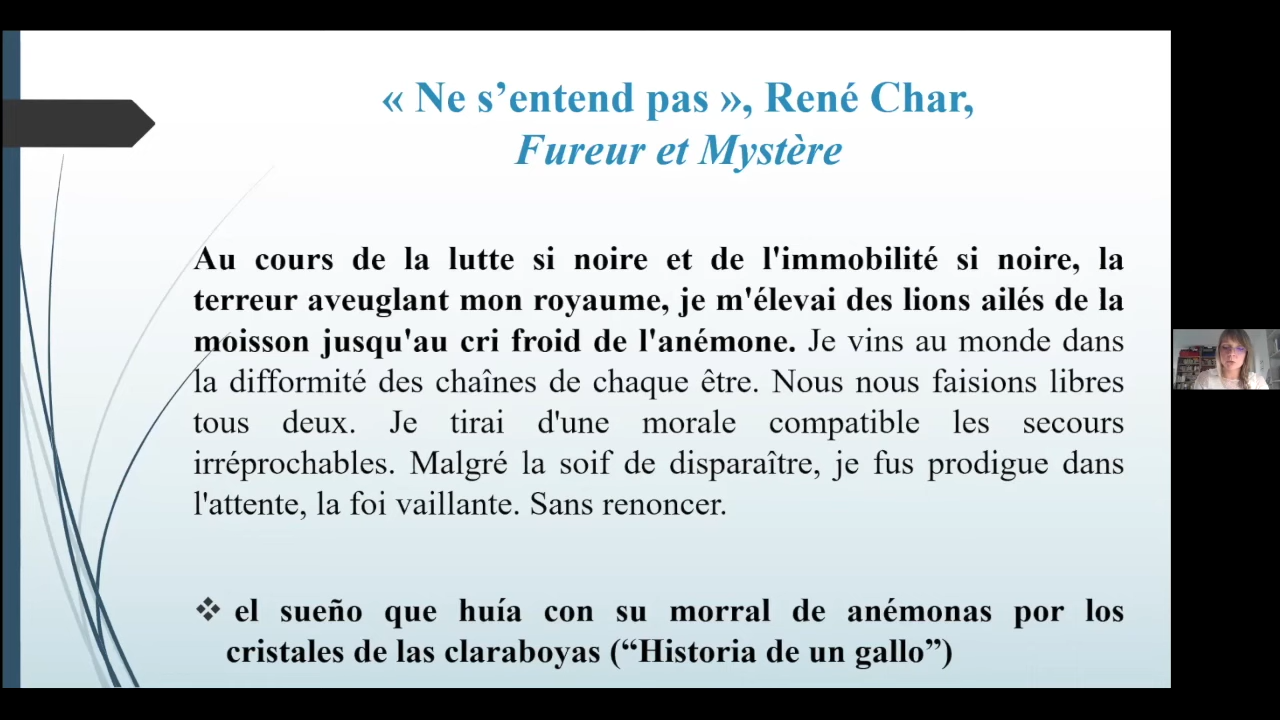 « Ne s’entend pas », René Char,
Fureur et Mystère
Au cours de la lutte si noire et de l'immobilité si noire, la
terreur aveuglant mon royaume, je m'élevai des lions ailés de la
moisson jusqu'au cri froid de l'anémone. Je vins au monde dans
la difformité des chaînes de chaque être. Nous nous faisions libres
tous deux. Je tirai d'une morale compatible les secours
irréprochables. Malgré la soif de disparaître, je fus prodigue dans
l'attente, la foi vaillante. Sans renoncer.
❖ el sueño que huía con su morral de anémonas por los
cristales de las claraboyas (“Historia de un gallo”)